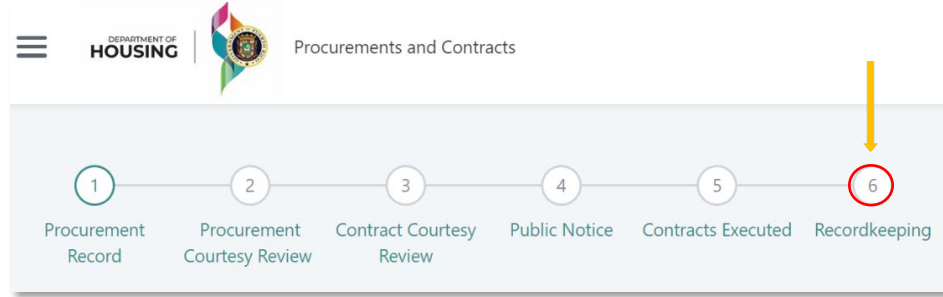 DEPARTMENT OF
HOUSING
Procurements and Contracts
1
2
3
4
5
6
Procurement
Record
Procurement
Courtesy Review
Contract Courtesy
Review
Public Notice
Contracts Executed
Recordkeeping